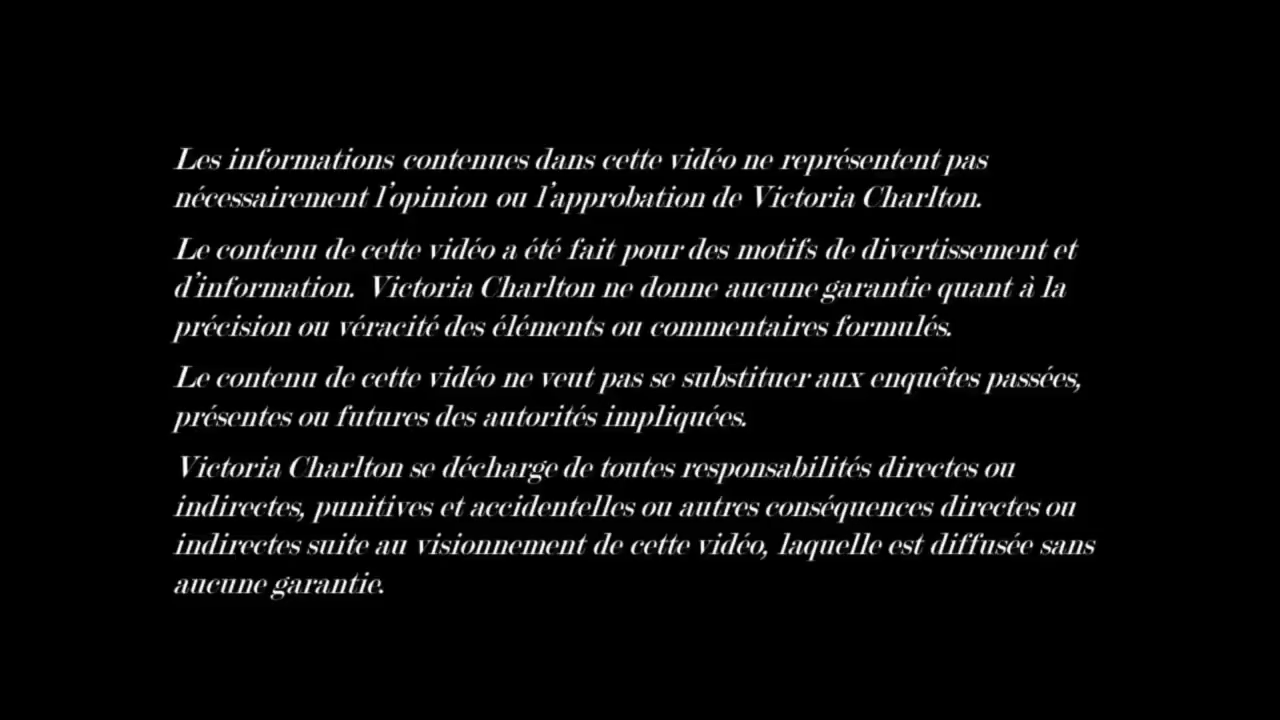 Les informations contenues dans cette vidéo ne représentent pas
nécessairement l'opinion ou l'approbation de Victoria Charlton.
Le contenu de cette vidéo a été fait pour des motifs de divertissement et
d'information. Victoria Charlton ne donne aucune garantie quant à la
précision ou véracité des éléments ou commentaires formulés.
Le contenu de cette vidéo ne veut pas se substituer aux enquêtes passées,
présentes ou futures des autorités impliquées.
Victoria Charlton se décharge de toutes responsabilités directes ou
indirectes, punitives et accidentelles ou autres conséquences directes ou
indirectes suite au visionnement de cette vidéo, laquelle est diffusée sans
aucune garantie.